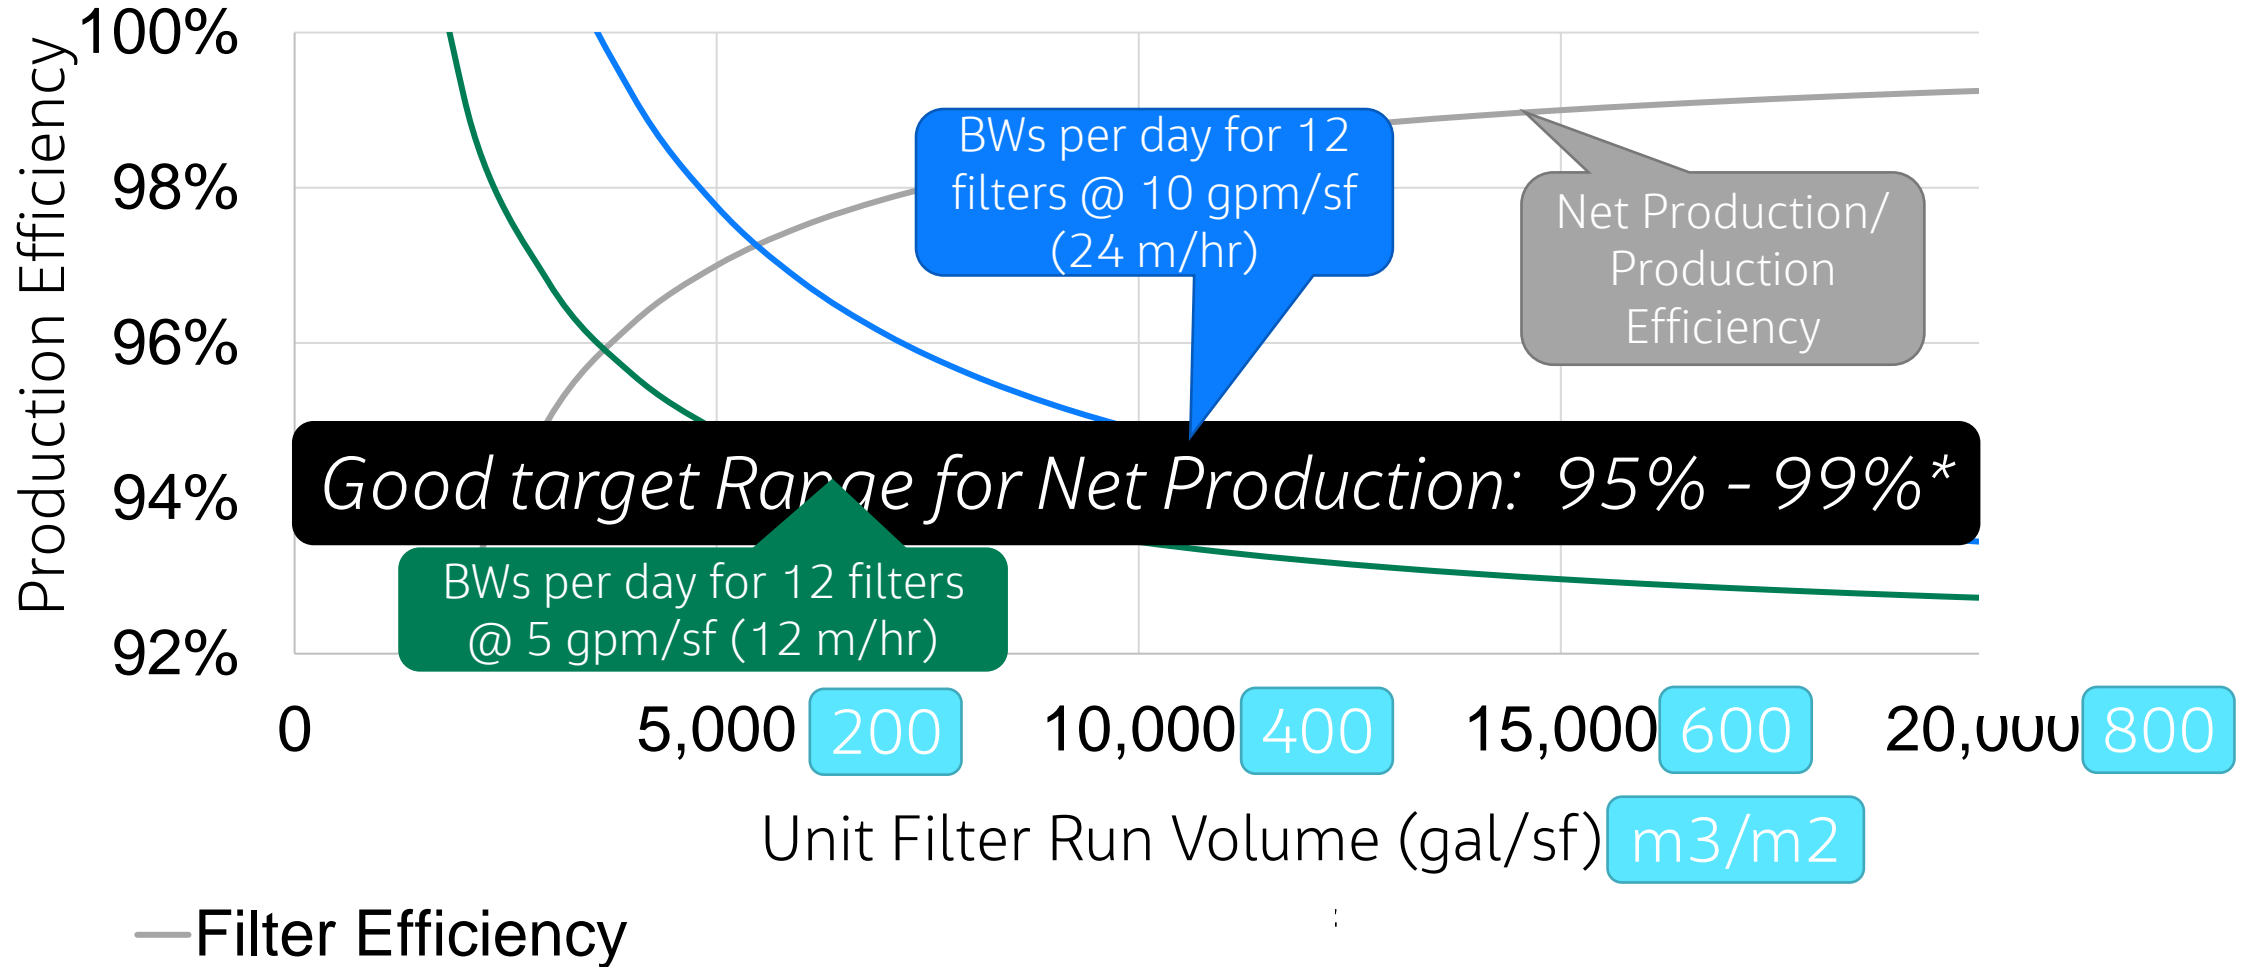 Production Efficiency
100%
98%
96%
94%
92%
BWs per day for 12
filters @ 10 gpm/sf
(24 m/hr)
Net Production/
Production
Efficiency
Good target Range for Net Production: 95% - 99%*
BWs per day for 12 filters
@ 5 gpm/sf (12 m/hr)
0 5,000 200 10,000 400 15,000 600 20,000 800
Unit Filter Run Volume (gal/sf) m3/m2
Filter Efficiency